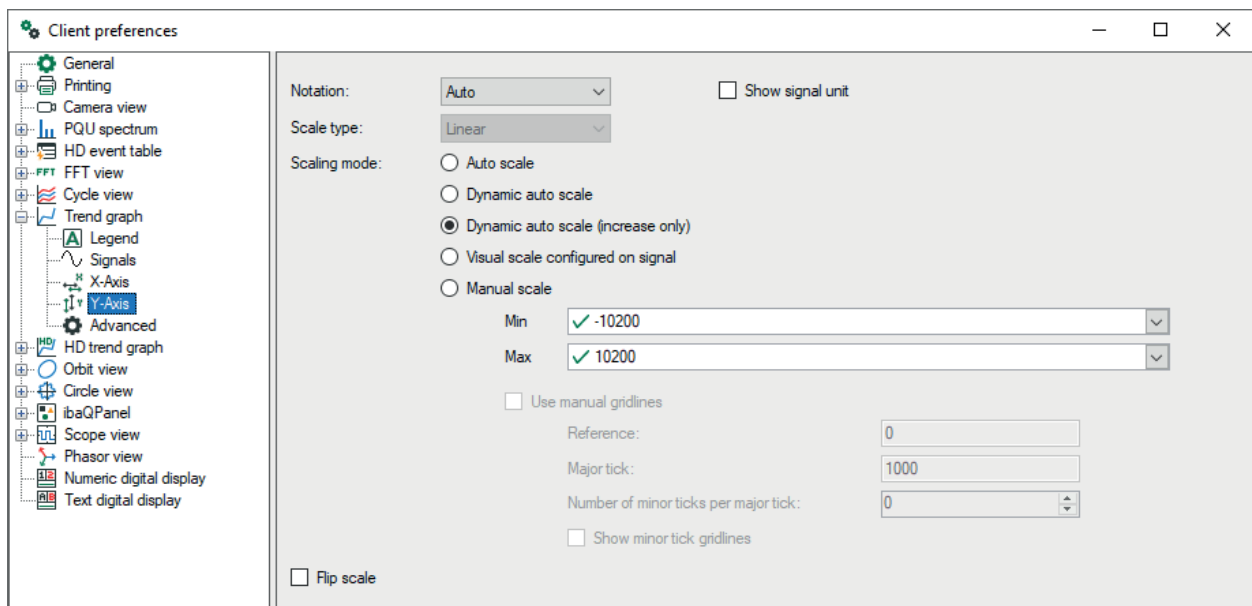 Client preferences
General
Printing
Camera view
PQU spectrum
HD event table
FFT FFT view
Cycle view
Trend graph
A Legend
Signals
X X-Axis
Y Y-Axis
Advanced
HD HD trend graph
Orbit view
Circle view
ibaQPanel
Scope view
Phasor view
12 Numeric digital display
AB Text digital display
Notation: Auto Show signal unit
Scale type: Linear
Scaling mode: Auto scale
Dynamic auto scale
Dynamic auto scale (increase only)
Visual scale configured on signal
Manual scale
Min -10200
Max 10200
Use manual gridlines
Reference: 0
Major tick: 1000
Number of minor ticks per major tick: 0
Show minor tick gridlines
Flip scale